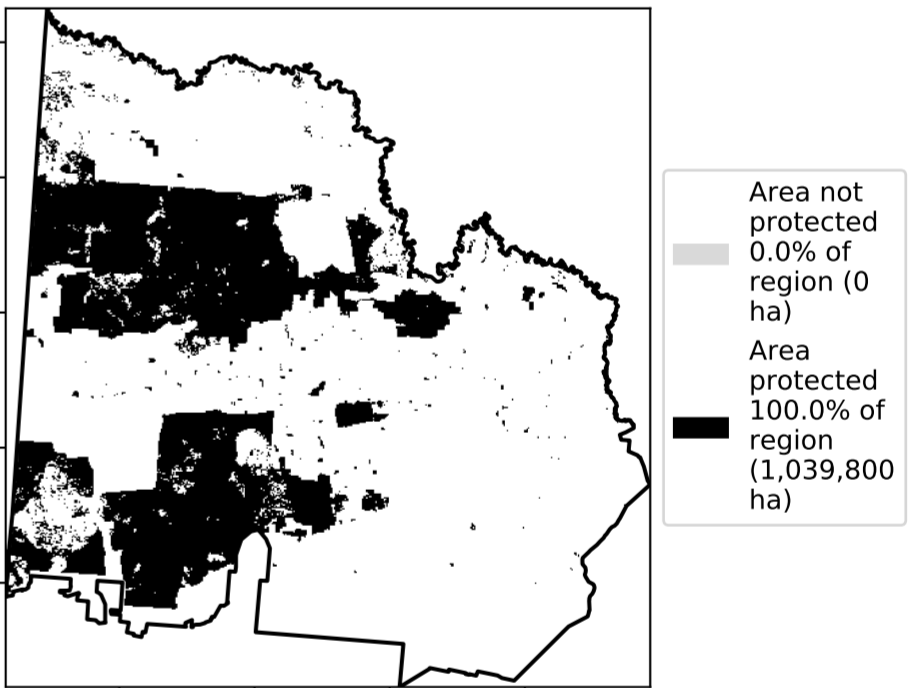 Area not
protected
0.0% of
region (0
ha)
Area
protected
100.0% of
region
(1,039,800
ha)